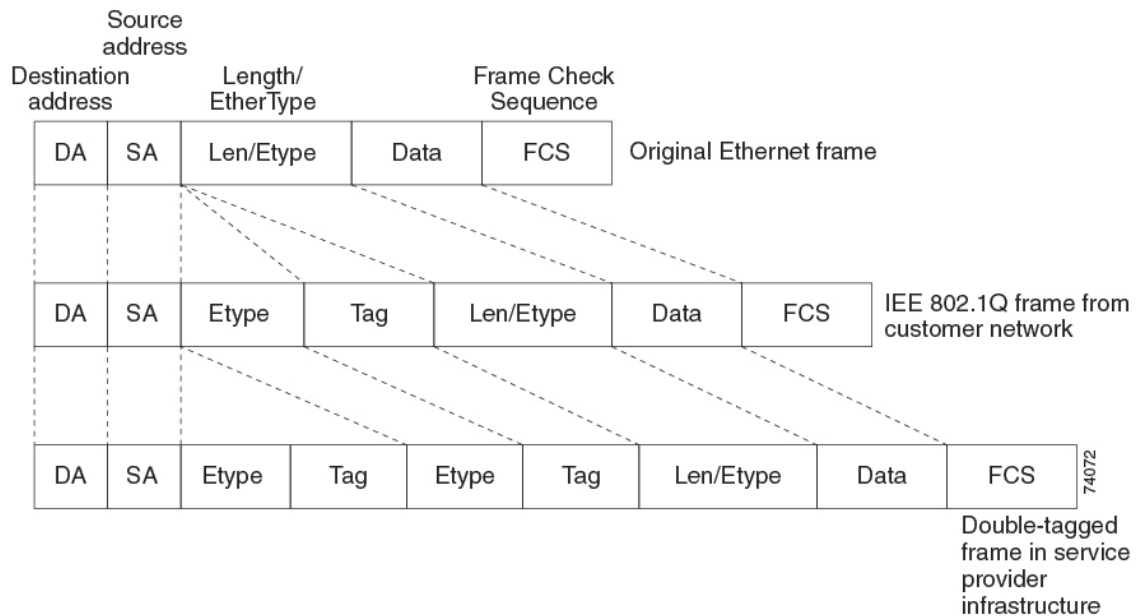 Source
address
Destination
address
Length/
EtherType
Frame Check
Sequence
DA SA Len/Etype Data FCS
Original Ethernet frame
DA SA Etype Tag Len/Etype Data FCS
IEE 802.1Q frame from
customer network
DA SA Etype Tag Etype Tag Len/Etype Data FCS
74072
Double-tagged
frame in service
provider
infrastructure